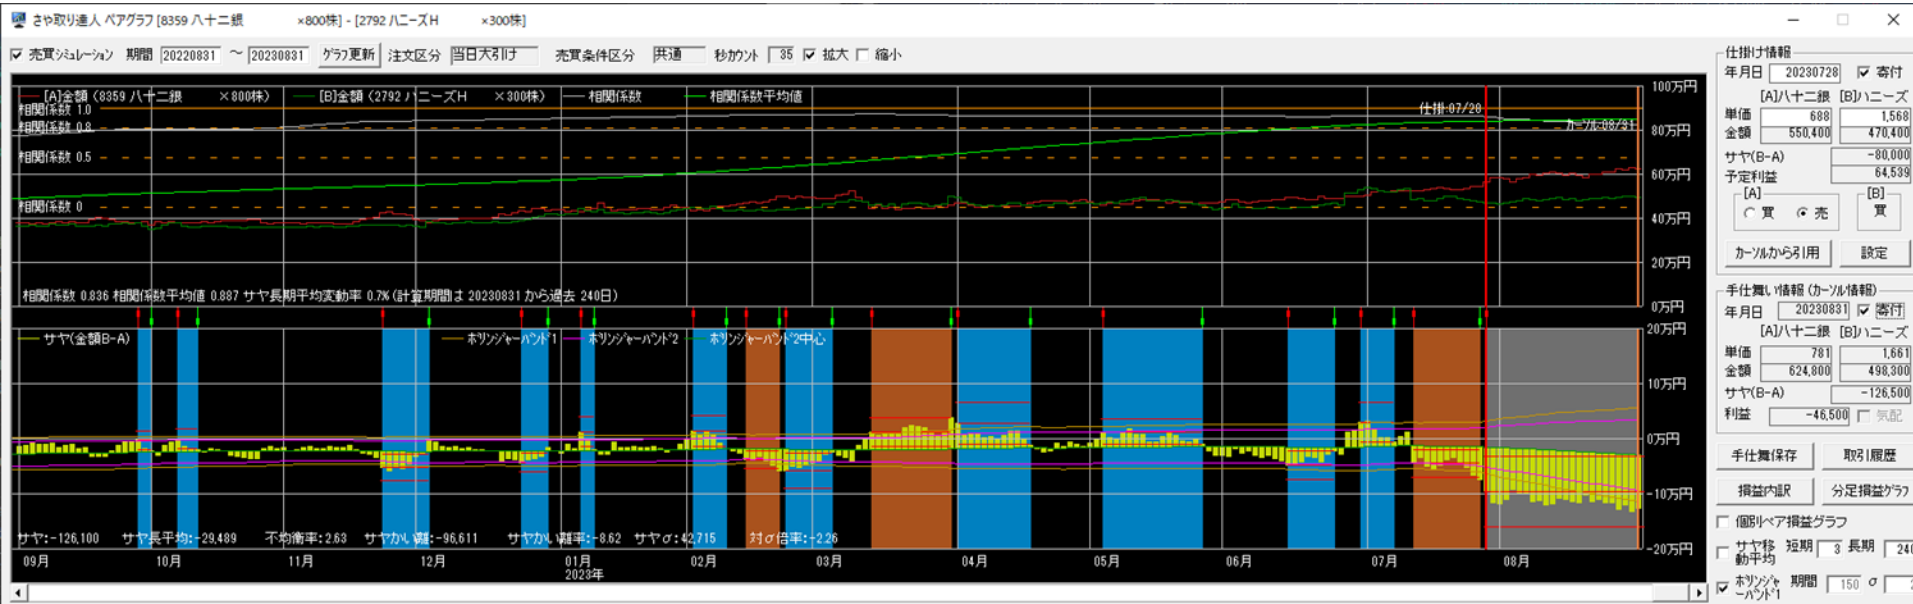 さや取り達人 ペアグラフ [8359 八十二銀 ×800株] - [2792 ハニーズH ×300株]
売買シミュレーション 期間 20220831 ～ 20230831 グラフ更新 注文区分 当日大引け 売買条件区分 共通 秒カウント 35 拡大 縮小
[A]金額 (8359 八十二銀 ×800株) [B]金額 (2792 ハニーズH ×300株) 相関係数 相関係数平均値
相関係数 1.0
相関係数 0.8
相関係数 0.5
相関係数 0
仕掛:07/28
カーソル:08/31
100万円
80万円
60万円
40万円
20万円
0万円
相関係数 0.836 相関係数平均値 0.887 サヤ長期平均変動率 0.7% (計算期間は 20230831 から過去 240日)
サヤ(金額B-A) ボリンジャーバンド1 ボリンジャーバンド2 ボリンジャーバンド2中心
20万円
10万円
0万円
-10万円
-20万円
サヤ:-126,100 サヤ長平均:-29,489 不均衡率:2.63 サヤかい離:-96,611 サヤかい離率:-8.62 サヤσ:42,715 対σ倍率:-2.26
09月 10月 11月 12月 01月 02月 03月 04月 05月 06月 07月 08月
2023年
仕掛け情報
年月日 20230728 寄付
[A]八十二銀 [B]ハニーズ
単価 688 1,568
金額 550,400 470,400
サヤ(B-A) -80,000
予定利益 64,539
[A] [B]
買 売 買
カーソルから引用 設定
手仕舞い情報 (カーソル情報)
年月日 20230831 寄付
[A]八十二銀 [B]ハニーズ
単価 781 1,661
金額 624,800 498,300
サヤ(B-A) -126,500
利益 -46,500 気配
手仕舞保存 取引履歴
損益内訳 分足損益グラフ
個別ペア損益グラフ
サヤ移動平均 短期 3 長期 240
ボリンジャーバンド1 期間 150 σ